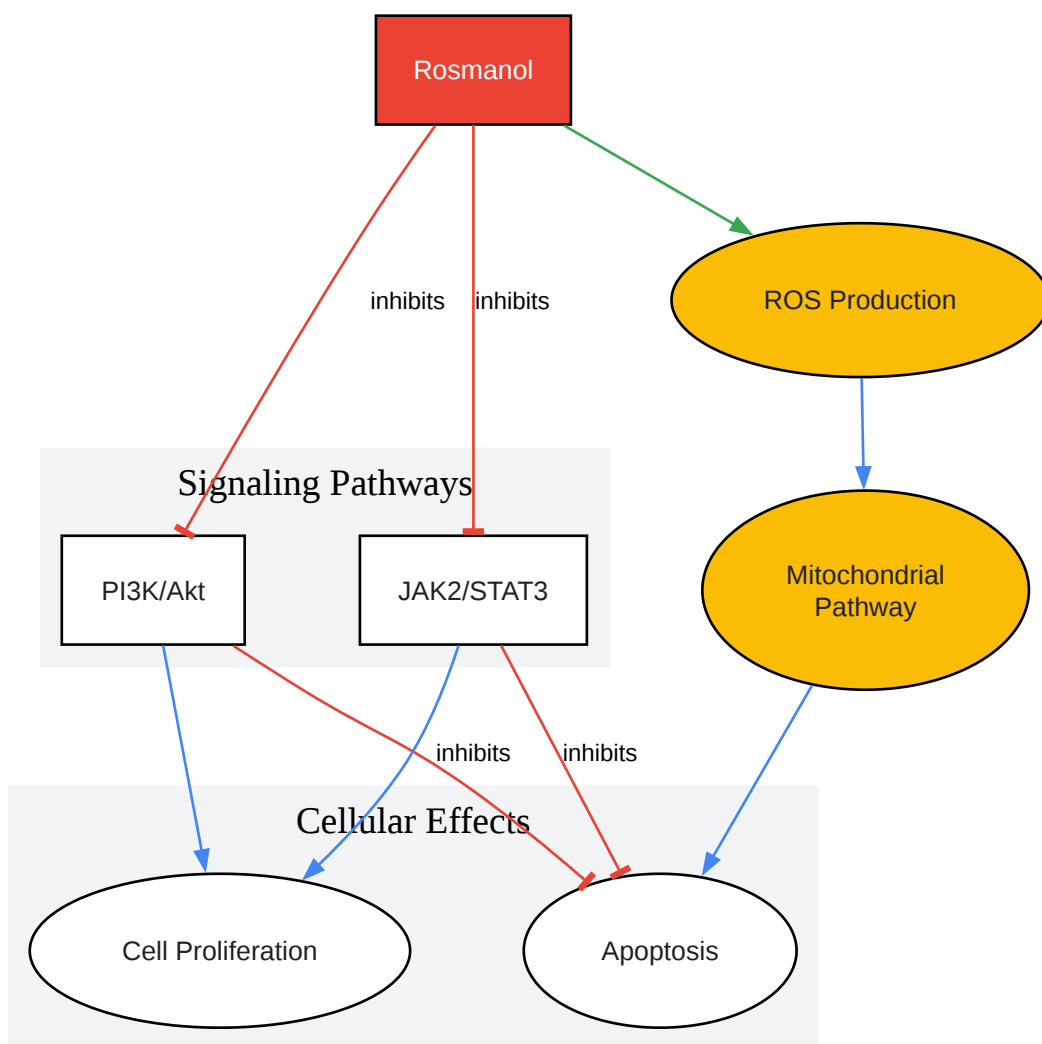 Rosmanol
inhibits
inhibits
ROS Production
Signaling Pathways
PI3K/Akt
JAK2/STAT3
Mitochondrial
Pathway
inhibits
inhibits
Cellular Effects
Cell Proliferation
Apoptosis